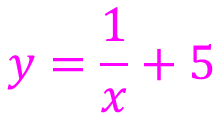 y = 1/x + 5